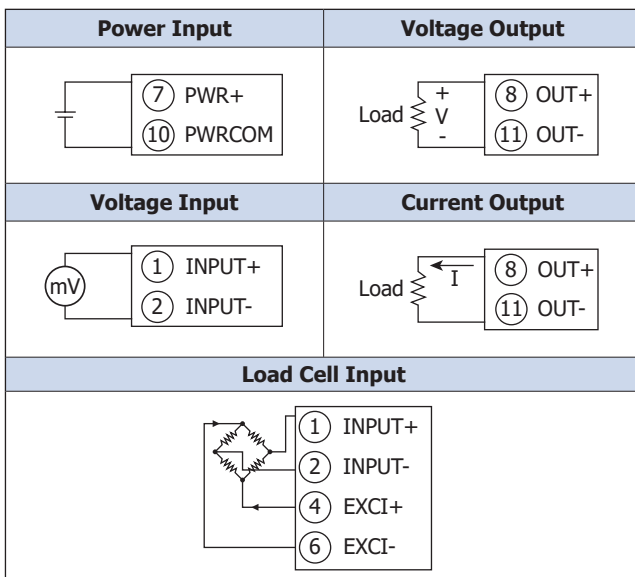 Power Input
Voltage Output
7 PWR+
10 PWRCOM
Load
+
V
-
8 OUT+
11 OUT-
Voltage Input
Current Output
mV
1 INPUT+
2 INPUT-
Load
I
8 OUT+
11 OUT-
Load Cell Input
1 INPUT+
2 INPUT-
4 EXCI+
6 EXCI-